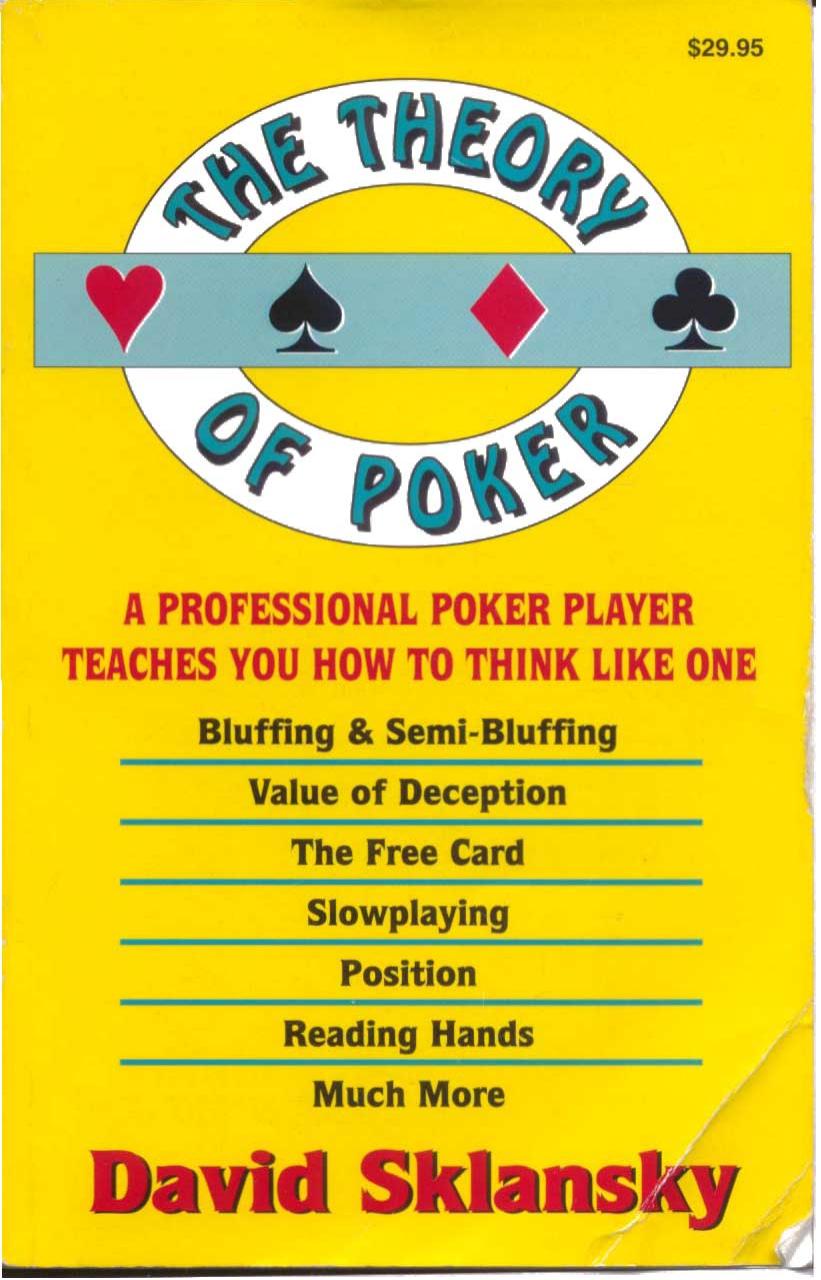 $29.95
THE THEORY
OF POKER
A PROFESSIONAL POKER PLAYER
TEACHES YOU HOW TO THINK LIKE ONE
Bluffing & Semi-Bluffing
Value of Deception
The Free Card
Slowplaying
Position
Reading Hands
Much More
David Sklansky